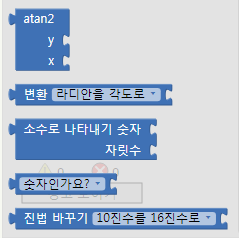 atan2
y
x
변환 라디안을 각도로
소수로 나타내기 숫자
자릿수
0 0
숫자인가요?
진법 바꾸기 10진수를 16진수로